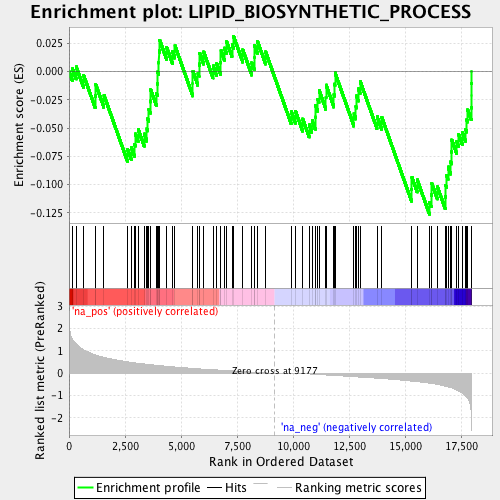 Enrichment plot: LIPID_BIOSYNTHETIC_PROCESS
Enrichment score (ES)
0.025
0.000
-0.025
-0.050
-0.075
-0.100
-0.125
Ranked list metric (PreRanked)
3
2
1
0
-1
-2
'na_pos' (positively correlated)
Zero cross at 9177
'na_neg' (negatively correlated)
0
2,500
5,000
7,500
10,000
12,500
15,000
17,500
Rank in Ordered Dataset
Enrichment profile
Hits
Ranking metric scores